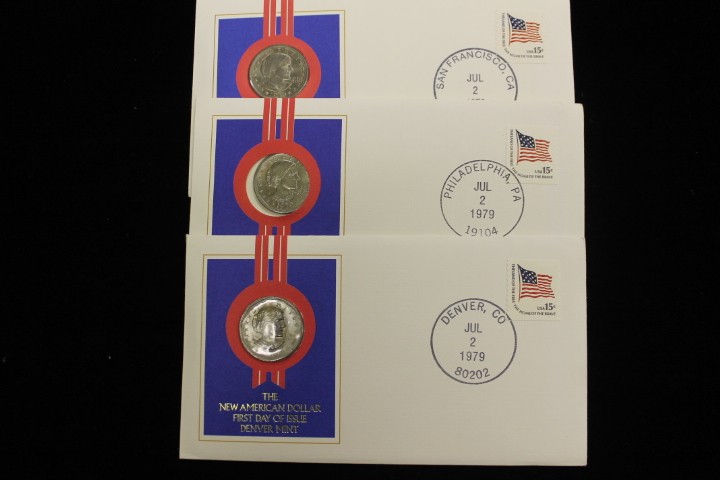 SAN FRANCISCO, CA
JUL
2
USA 15c
PHILADELPHIA, PA
JUL
2
1979
19104
USA 15c
DENVER, CO
JUL
2
1979
80202
USA 15c
THE
NEW AMERICAN DOLLAR
FIRST DAY OF ISSUE
DENVER MINT